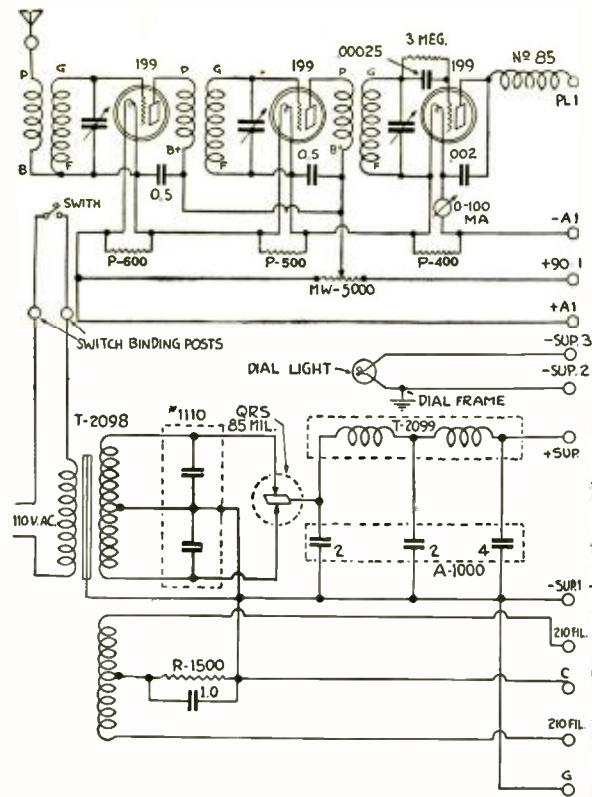 3 MEG.
.00025
199
199
199
Nº 85
P
G
P
G
P
G
PL 1
B
F
B+
F
B+
F
0.5
0.5
.002
0-100
MA
SWITH
-A1
P-600
P-500
P-400
+90-1
MW-5000
+A1
SWITCH BINDING POSTS
-SUP. 3
DIAL LIGHT
-SUP. 2
DIAL FRAME
T-2098
#1110
QRS
85 MIL.
T-2099
+SUP.
110 V. AC.
2
2
4
A-1000
-SUP.1
210 FIL.
R-1500
C
1.0
210 FIL.
G